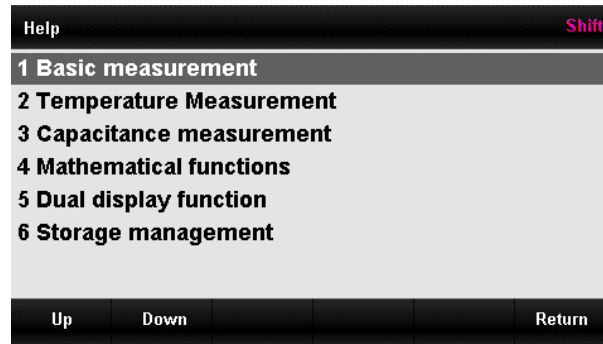 Help Shift
1 Basic measurement
2 Temperature Measurement
3 Capacitance measurement
4 Mathematical functions
5 Dual display function
6 Storage management
Up Down Return